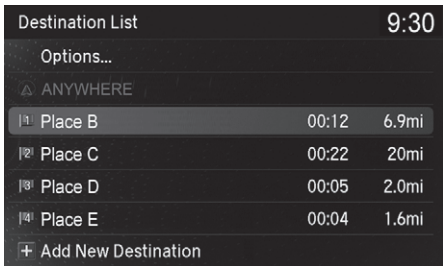 Destination List 9:30
Options...
ANYWHERE
1 Place B 00:12 6.9mi
2 Place C 00:22 20mi
3 Place D 00:05 2.0mi
4 Place E 00:04 1.6mi
+ Add New Destination